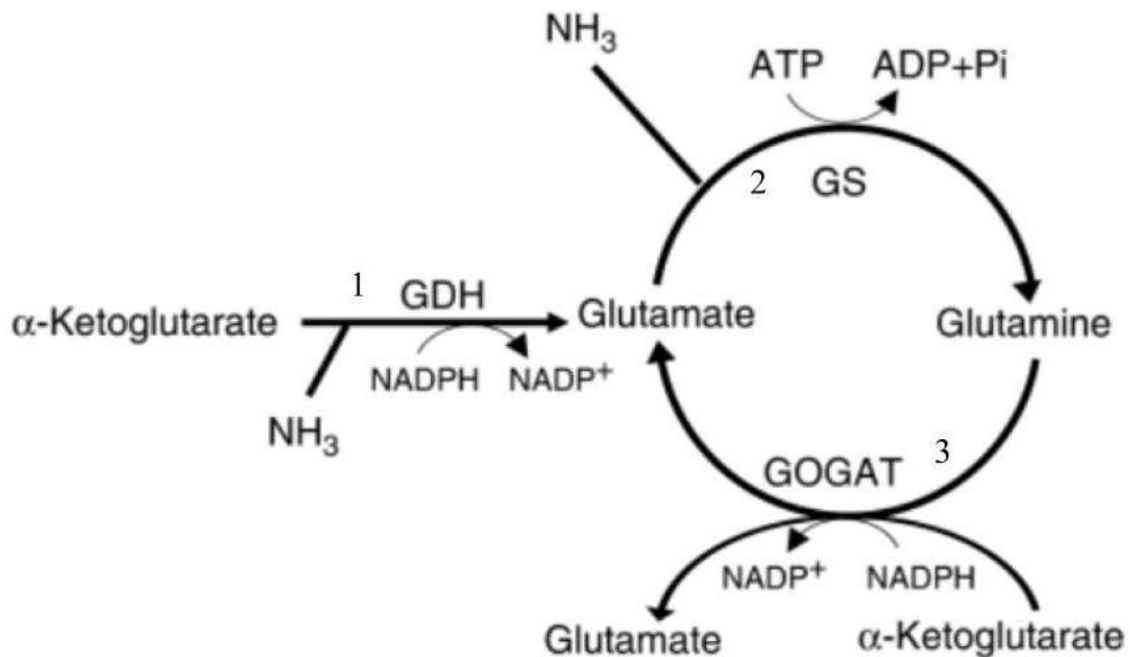 NH₃
ATP ADP+Pi
2 GS
1 GDH
α-Ketoglutarate Glutamate Glutamine
NADPH NADP⁺
NH₃
GOGAT 3
NADP⁺ NADPH
Glutamate α-Ketoglutarate